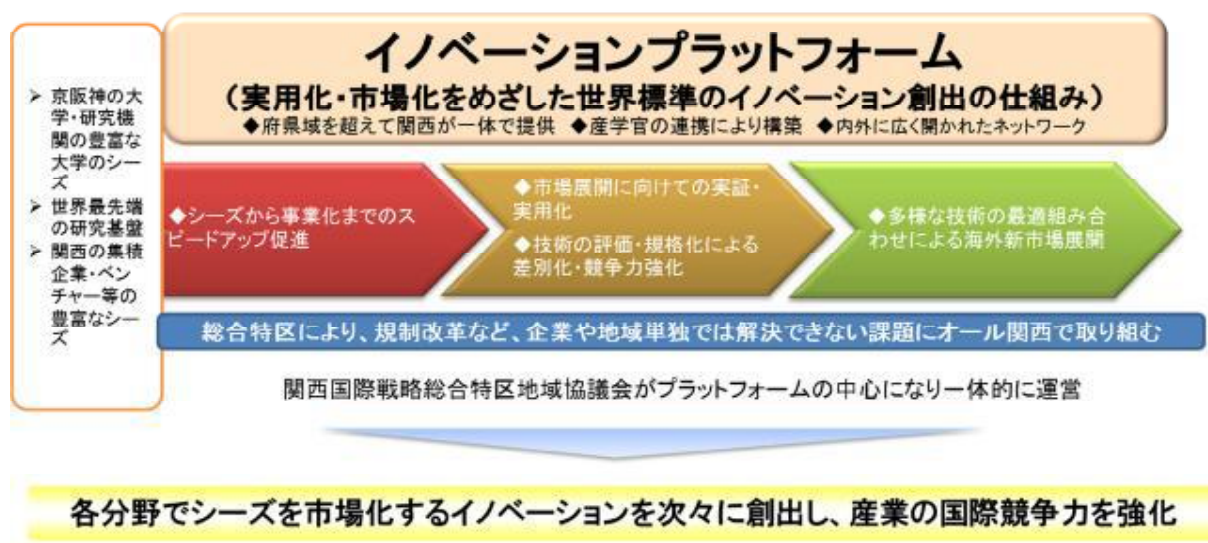 イノベーションプラットフォーム
（実用化・市場化をめざした世界標準のイノベーション創出の仕組み）
◆府県域を超えて関西が一体で提供 ◆産学官の連携により構築 ◆内外に広く開かれたネットワーク
➢ 京阪神の大
学・研究機
関の豊富な
大学のシー
ズ
➢ 世界最先端
の研究基盤
➢ 関西の集積
企業・ベン
チャー等の
豊富なシー
ズ
◆シーズから事業化までのス
ピードアップ促進
◆市場展開に向けての実証・
実用化
◆技術の評価・規格化による
差別化・競争力強化
◆多様な技術の最適組み合
わせによる海外新市場展開
総合特区により、規制改革など、企業や地域単独では解決できない課題にオール関西で取り組む
関西国際戦略総合特区地域協議会がプラットフォームの中心になり一体的に運営
各分野でシーズを市場化するイノベーションを次々に創出し、産業の国際競争力を強化